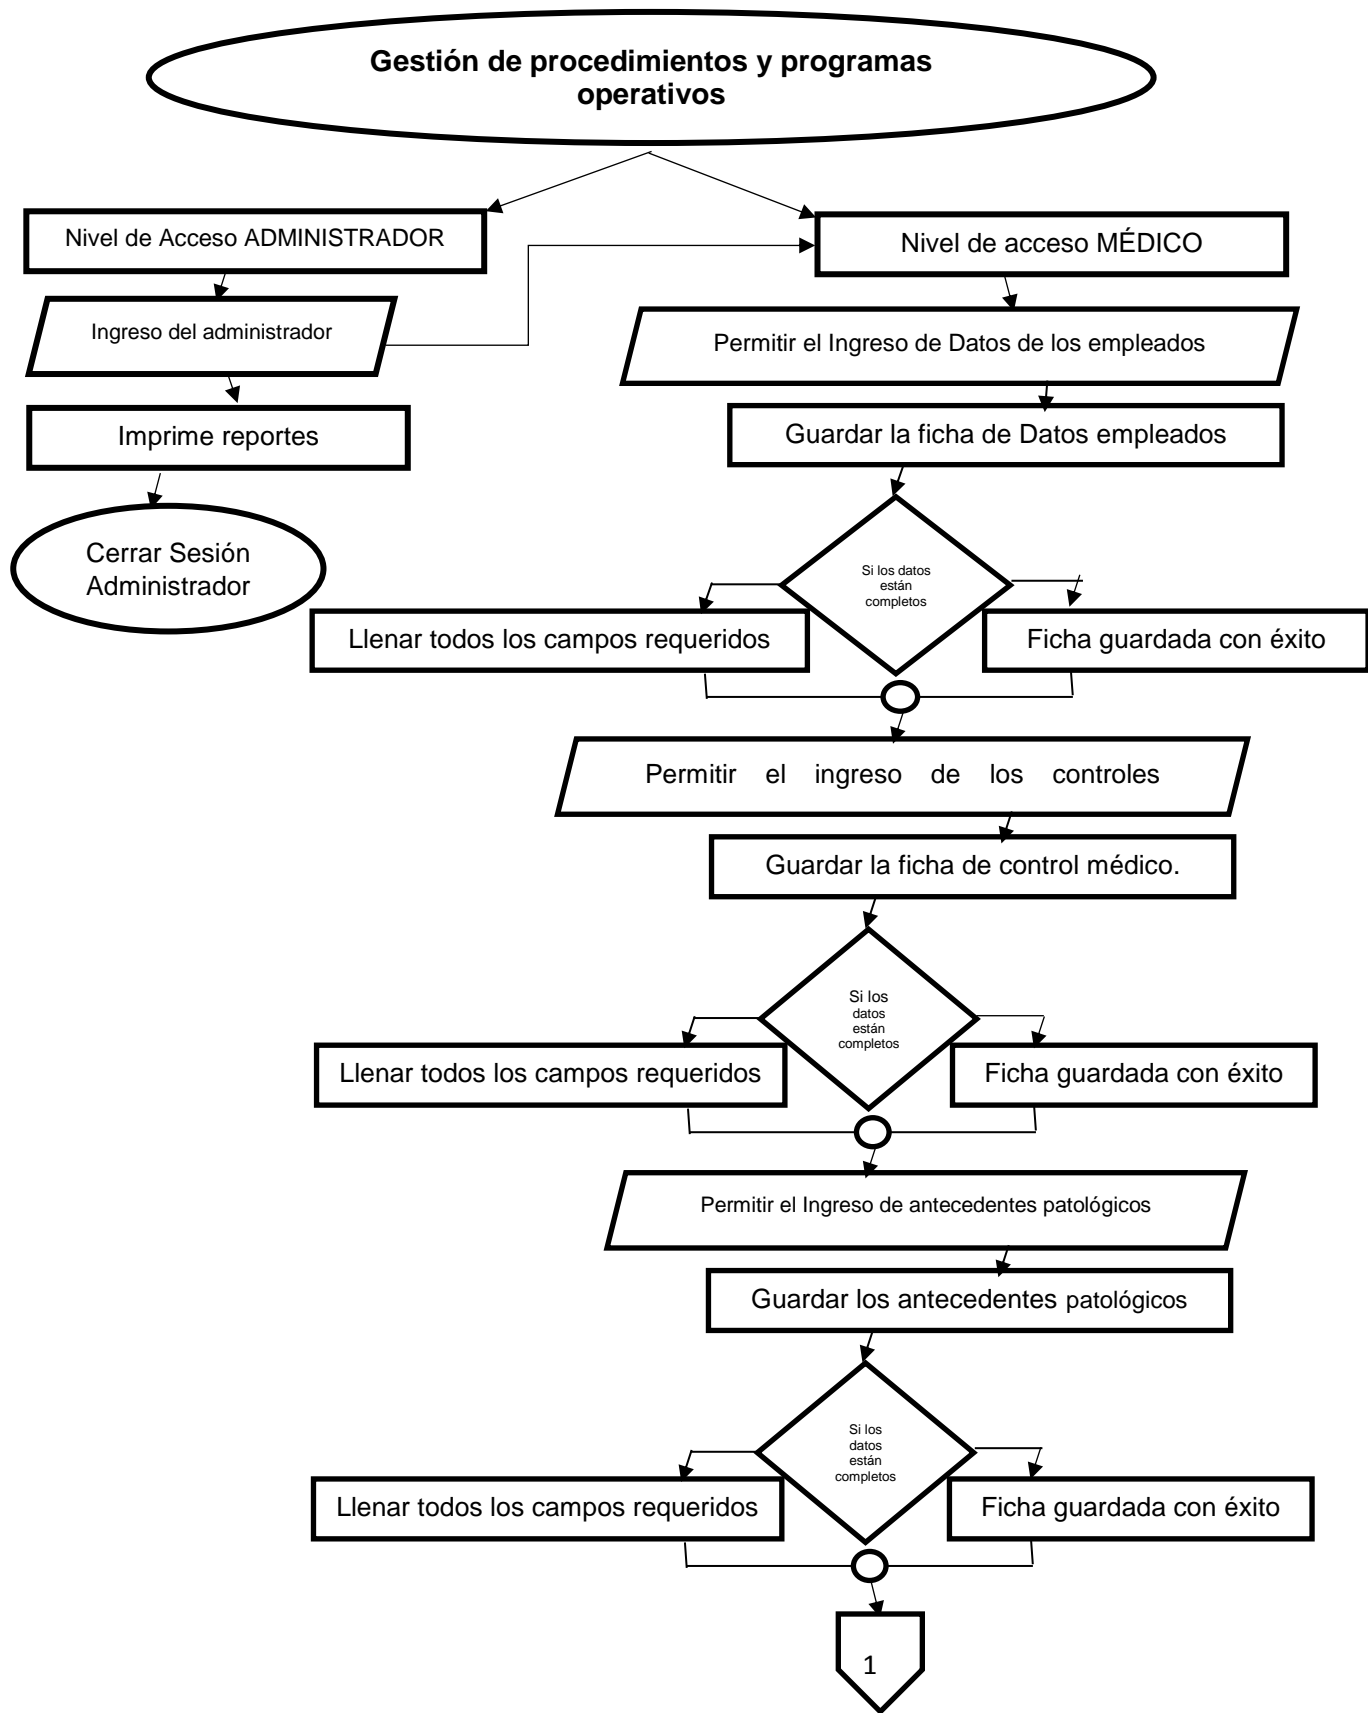 Gestión de procedimientos y programas
operativos
Nivel de Acceso ADMINISTRADOR
Nivel de acceso MÉDICO
Ingreso del administrador
Permitir el Ingreso de Datos de los empleados
Imprime reportes
Guardar la ficha de Datos empleados
Cerrar Sesión
Administrador
Si los datos
están
completos
Llenar todos los campos requeridos
Ficha guardada con éxito
Permitir el ingreso de los controles
Guardar la ficha de control médico.
Si los
datos
están
completos
Llenar todos los campos requeridos
Ficha guardada con éxito
Permitir el Ingreso de antecedentes patológicos
Guardar los antecedentes patológicos
Si los
datos
están
completos
Llenar todos los campos requeridos
Ficha guardada con éxito
1